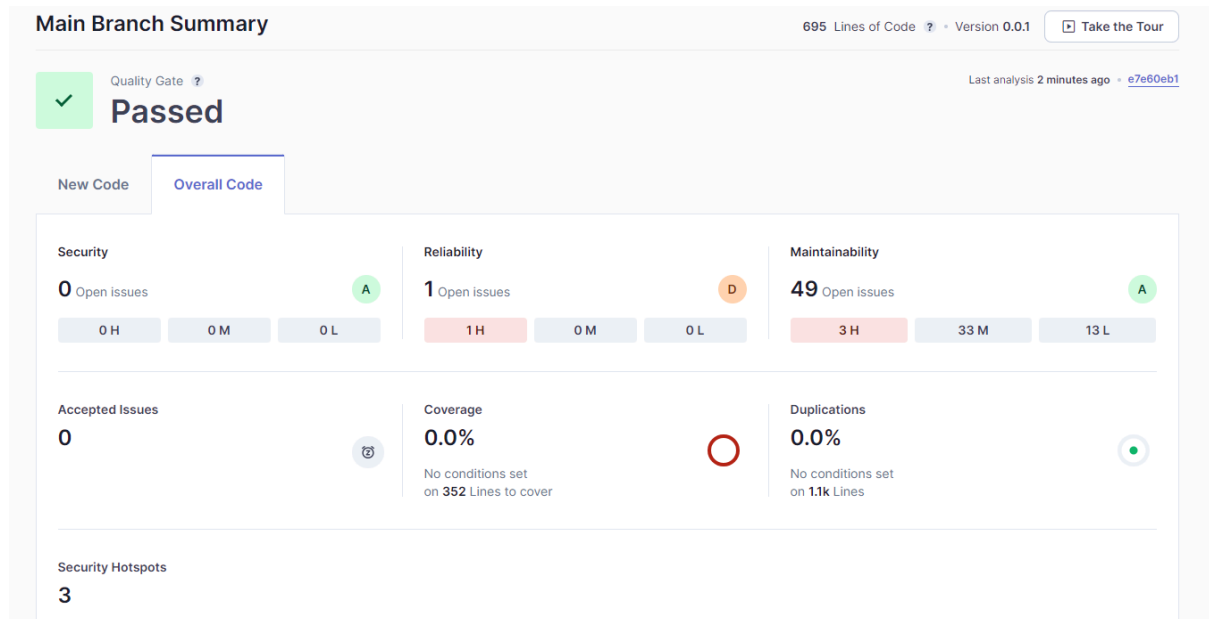 Main Branch Summary
695 Lines of Code ? • Version 0.0.1 Take the Tour
Quality Gate ?
Passed
Last analysis 2 minutes ago • e7e60eb1
New Code Overall Code
Security
0 Open issues A
0 H 0 M 0 L
Reliability
1 Open issues D
1 H 0 M 0 L
Maintainability
49 Open issues A
3 H 33 M 13 L
Accepted Issues
0
Coverage
0.0%
No conditions set
on 352 Lines to cover
Duplications
0.0%
No conditions set
on 1.1k Lines
Security Hotspots
3